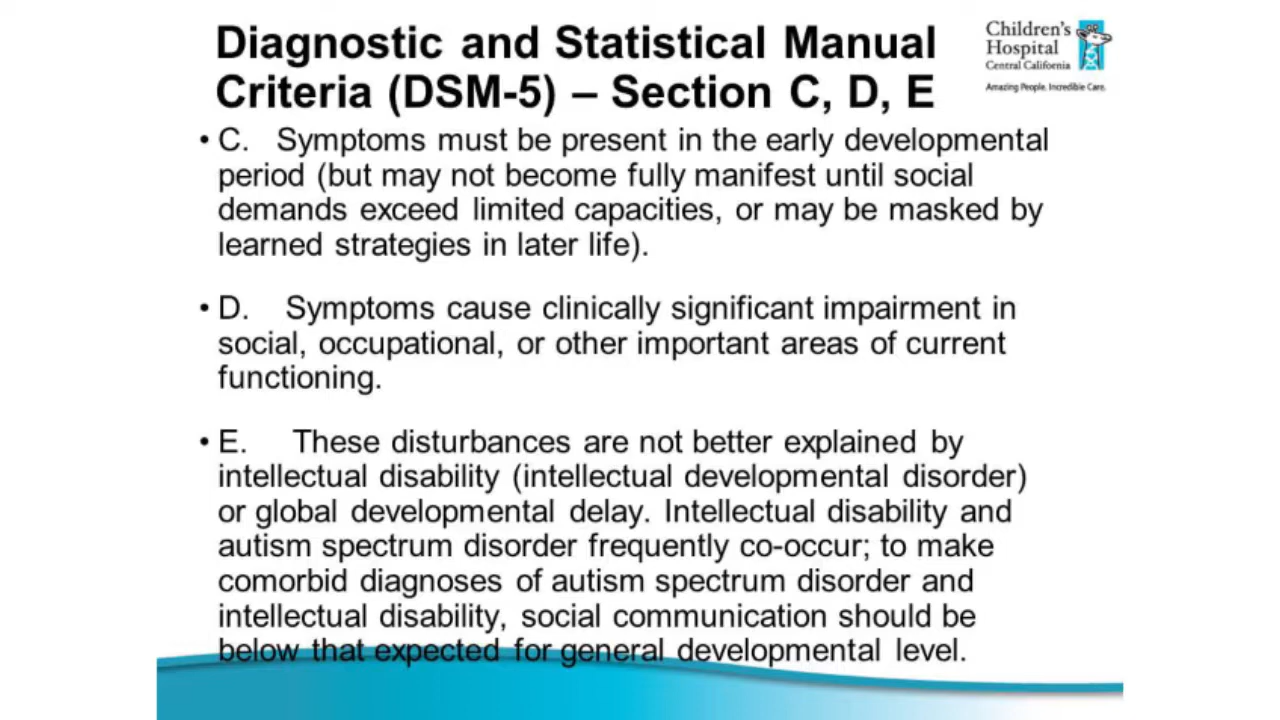 Diagnostic and Statistical Manual
Criteria (DSM-5) – Section C, D, E
Children's
Hospital
Central California
Amazing People. Incredible Care.
• C. Symptoms must be present in the early developmental
period (but may not become fully manifest until social
demands exceed limited capacities, or may be masked by
learned strategies in later life).
• D. Symptoms cause clinically significant impairment in
social, occupational, or other important areas of current
functioning.
• E. These disturbances are not better explained by
intellectual disability (intellectual developmental disorder)
or global developmental delay. Intellectual disability and
autism spectrum disorder frequently co-occur; to make
comorbid diagnoses of autism spectrum disorder and
intellectual disability, social communication should be
below that expected for general developmental level.